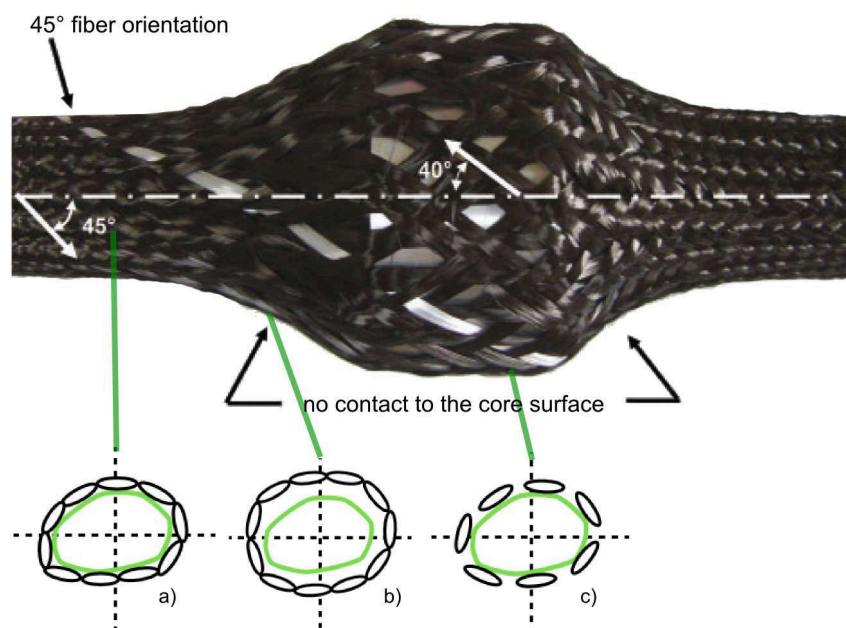 45° fiber orientation
40°
45°
no contact to the core surface
a)
b)
c)